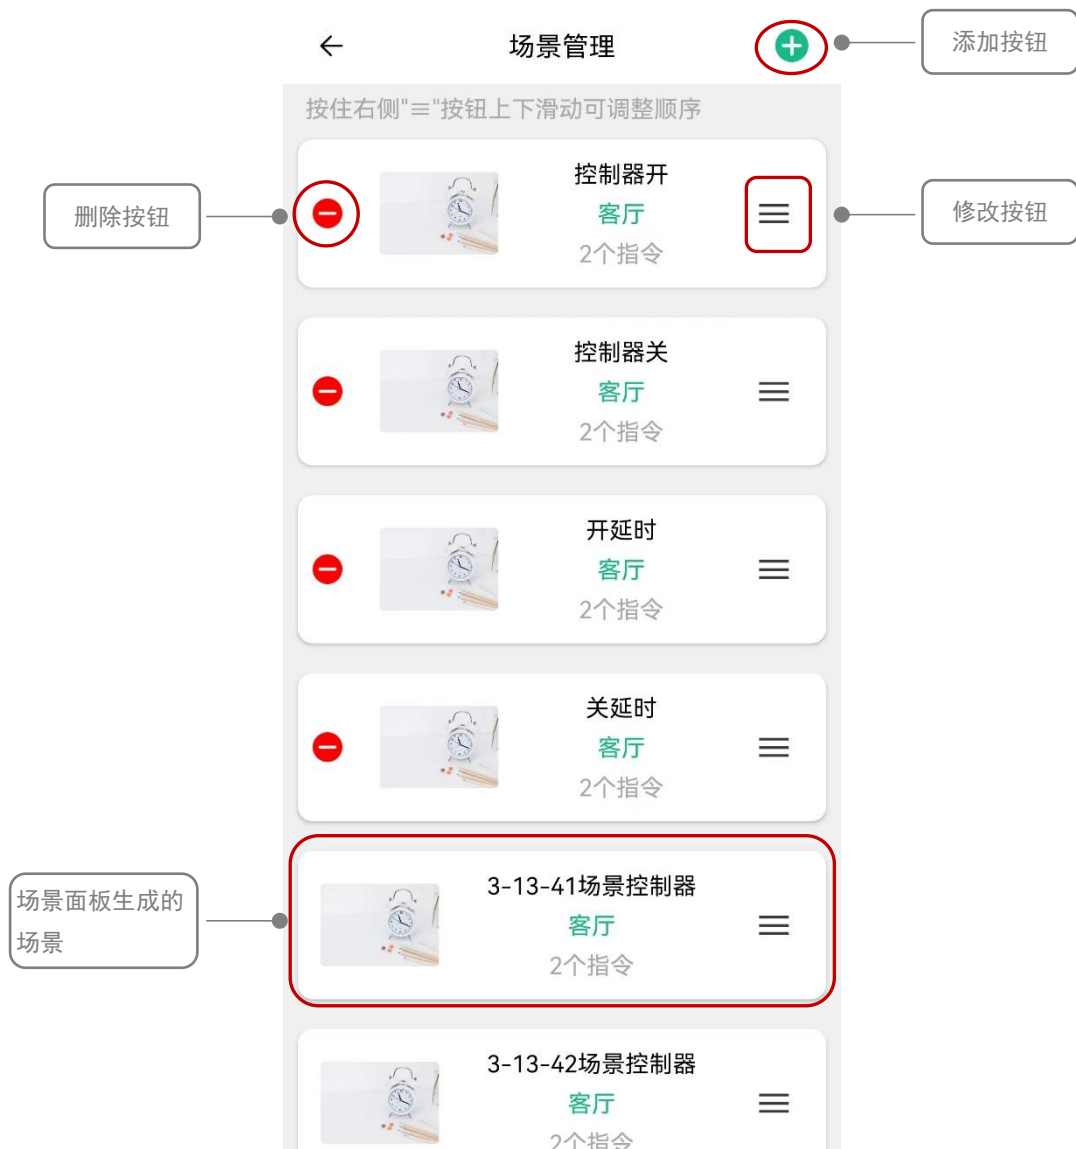 场景管理
添加按钮
按住右侧"≡"按钮上下滑动可调整顺序
控制器开
客厅
2个指令
删除按钮
修改按钮
控制器关
客厅
2个指令
开延时
客厅
2个指令
关延时
客厅
2个指令
场景面板生成的
场景
3-13-41场景控制器
客厅
2个指令
3-13-42场景控制器
客厅
2个指令